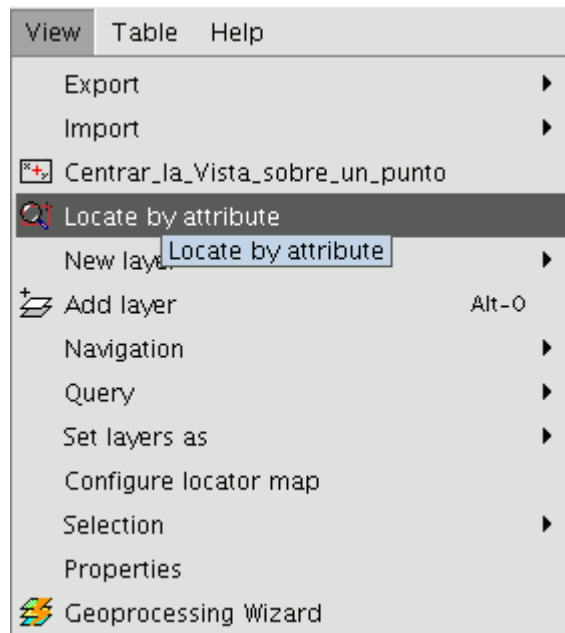 View Table Help
Export
Import
Centrar_la_Vista_sobre_un_punto
Locate by attribute
Locate by attribute
New layer
Add layer Alt-O
Navigation
Query
Set layers as
Configure locator map
Selection
Properties
Geoprocessing Wizard